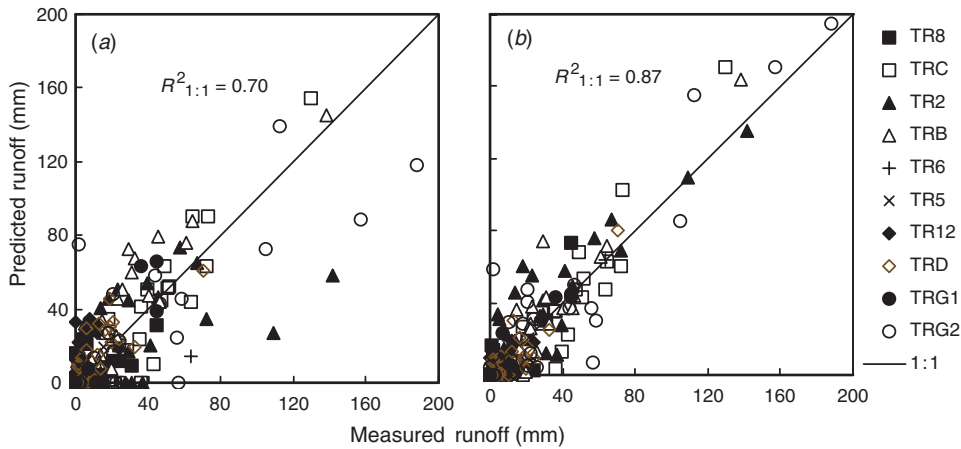 200
160
120
80
40
0
Predicted runoff (mm)
(a)
R²1:1 = 0.70
0 40 80 120 160 200
(b)
R²1:1 = 0.87
0 40 80 120 160 200
Measured runoff (mm)
TR8
TRC
TR2
TRB
TR6
TR5
TR12
TRD
TRG1
TRG2
1:1